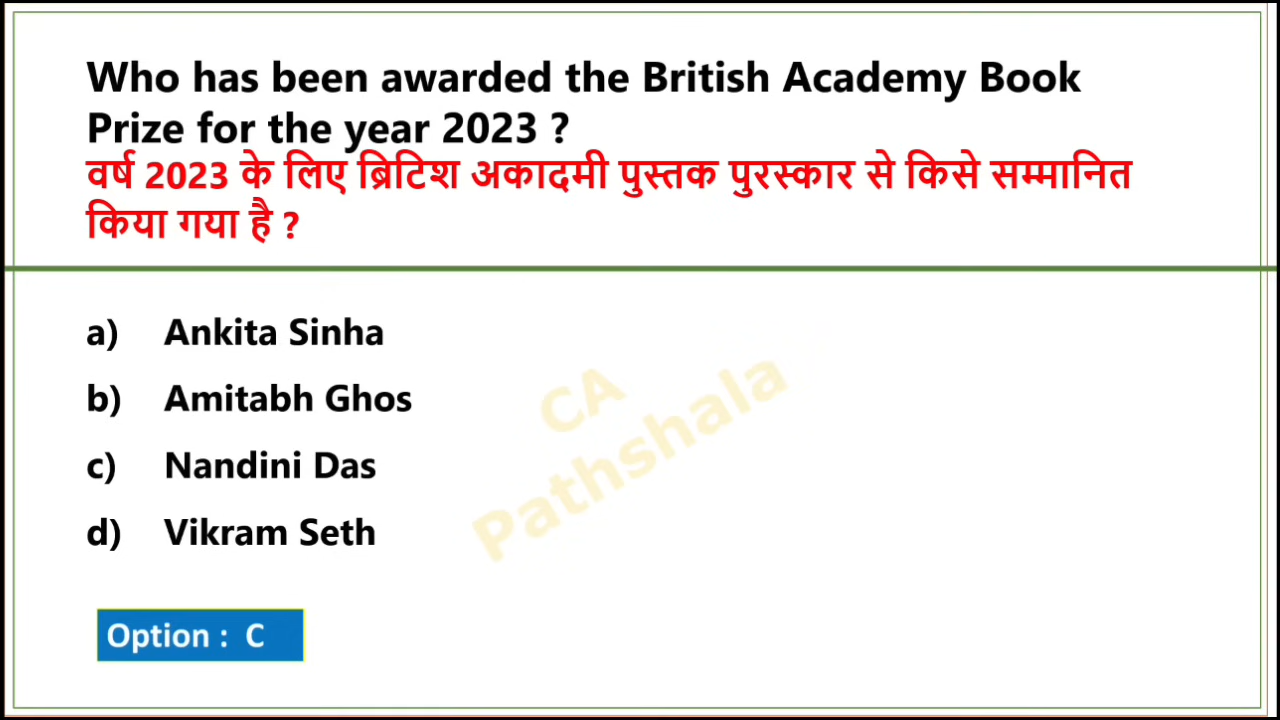 Who has been awarded the British Academy Book
Prize for the year 2023 ?
वर्ष 2023 के लिए ब्रिटिश अकादमी पुस्तक पुरस्कार से किसे सम्मानित
किया गया है ?
a) Ankita Sinha
b) Amitabh Ghos
c) Nandini Das
d) Vikram Seth
CA
Pathshala
Option : C